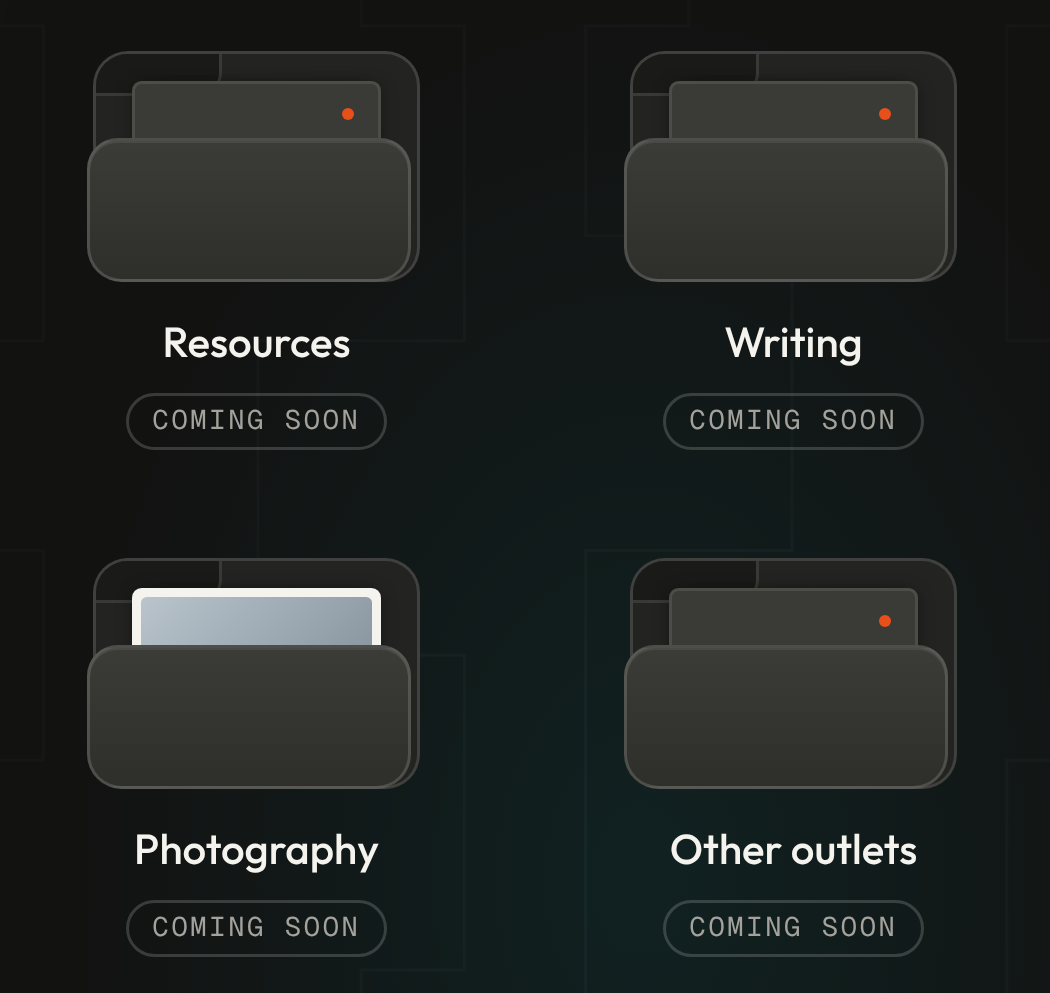 Resources
Writing
COMING SOON
COMING SOON
Photography
Other outlets
COMING SOON
COMING SOON